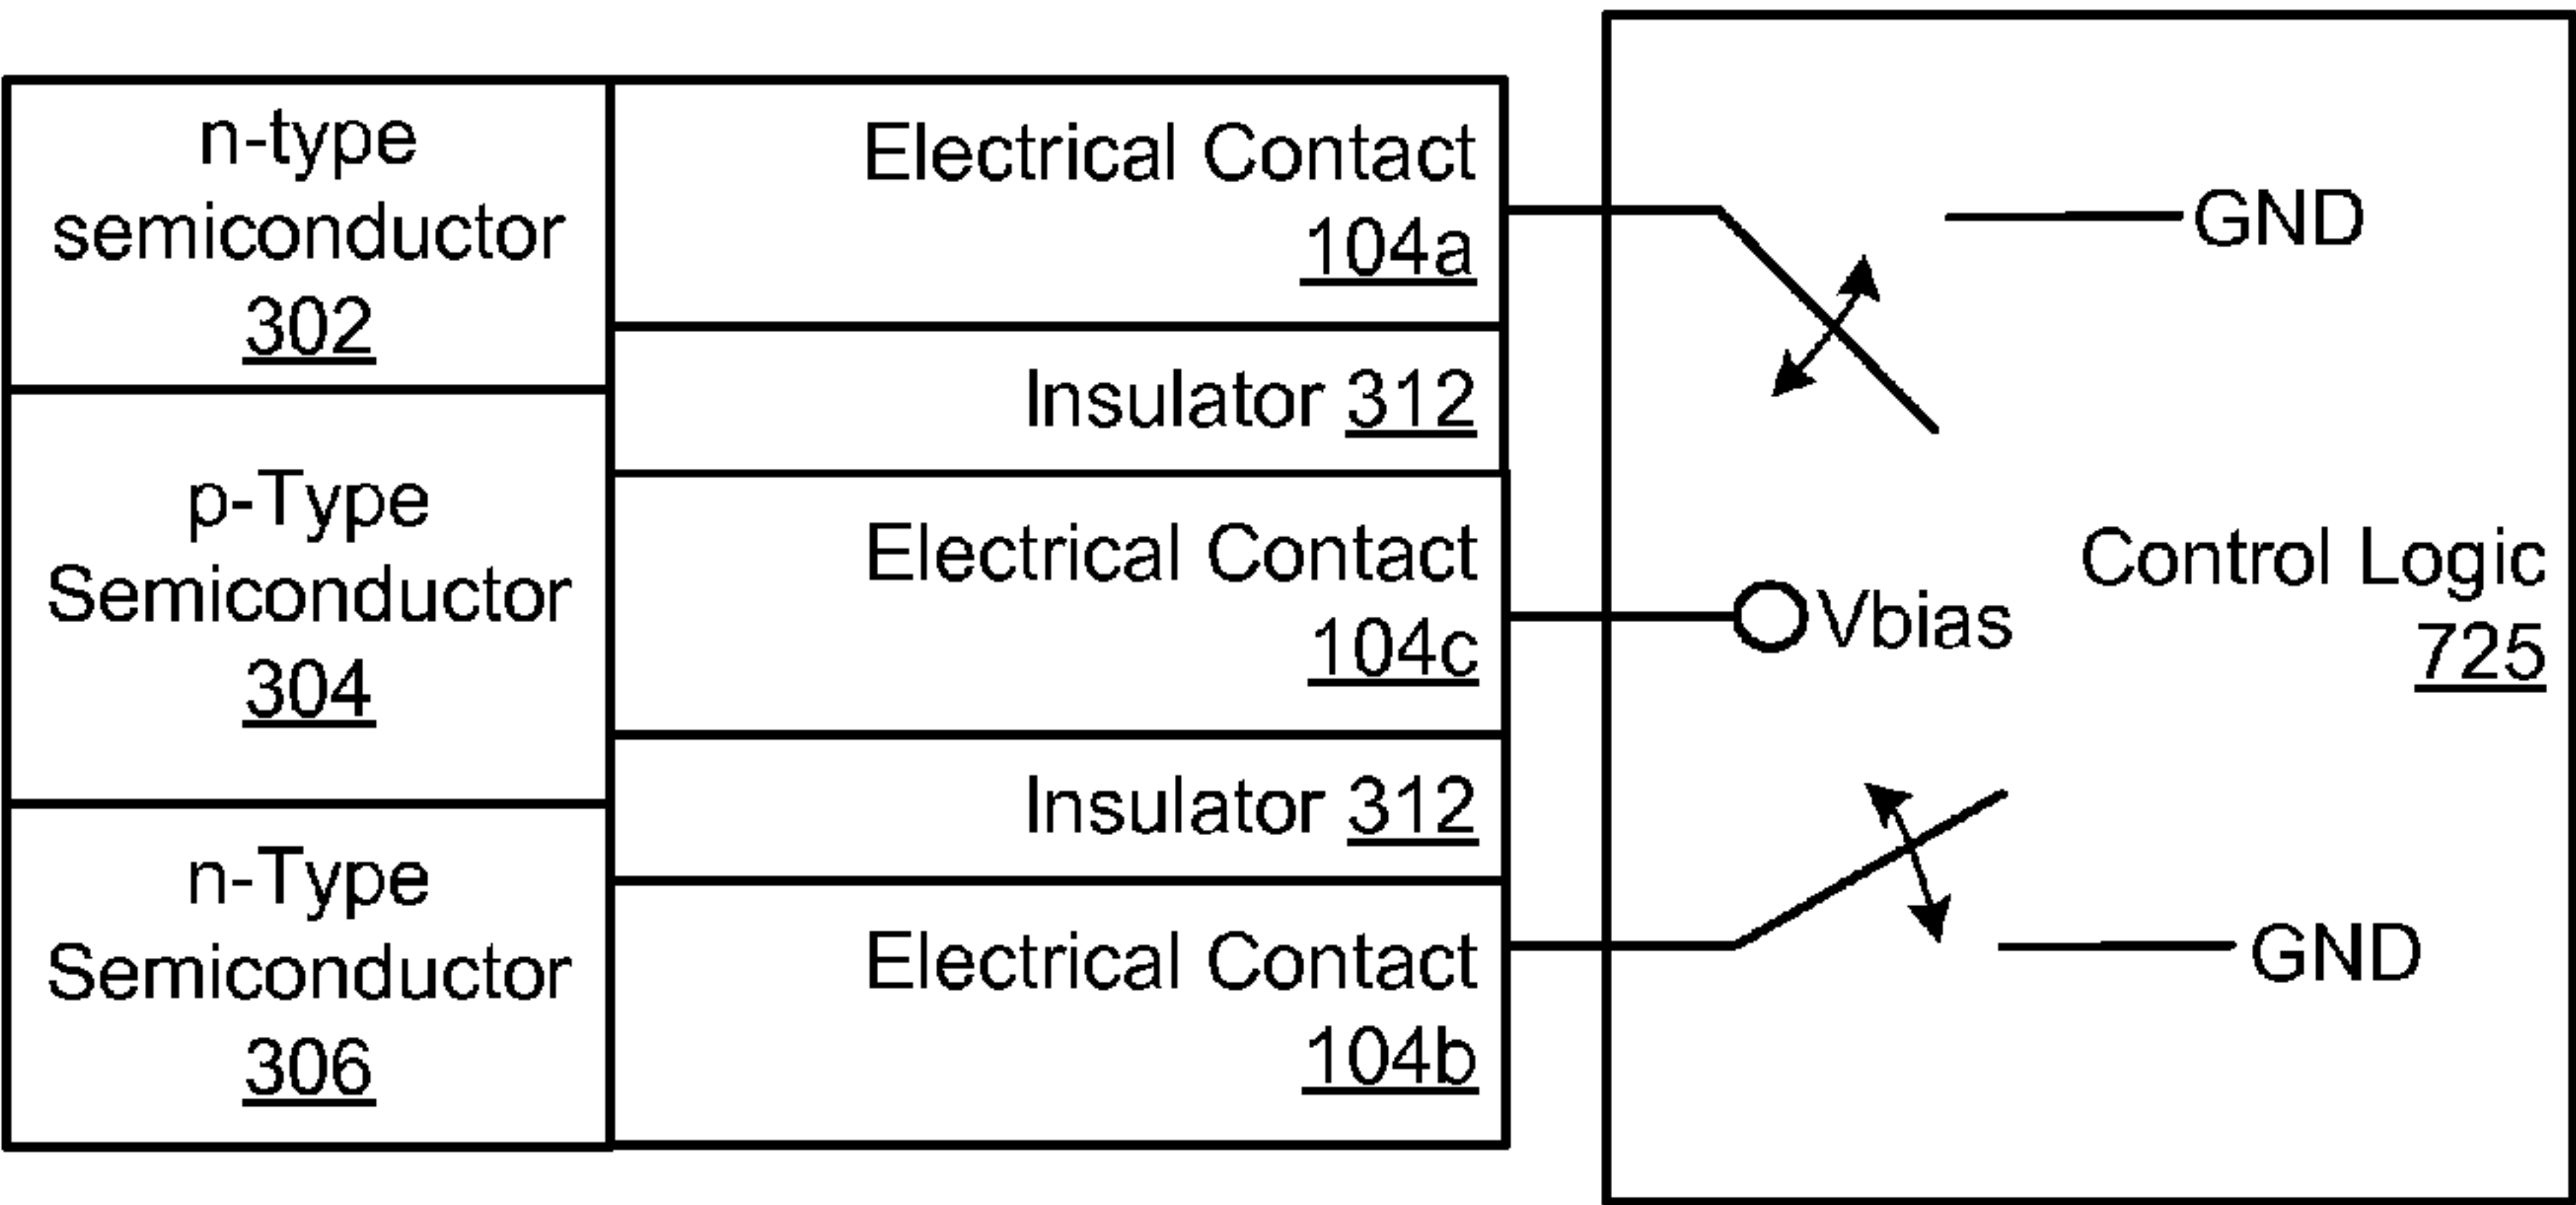 n-type
semiconductor
302
p-Type
Semiconductor
304
n-Type
Semiconductor
306
Electrical Contact
104a
Insulator 312
Electrical Contact
104c
Insulator 312
Electrical Contact
104b
GND
Vbias
Control Logic
725
GND